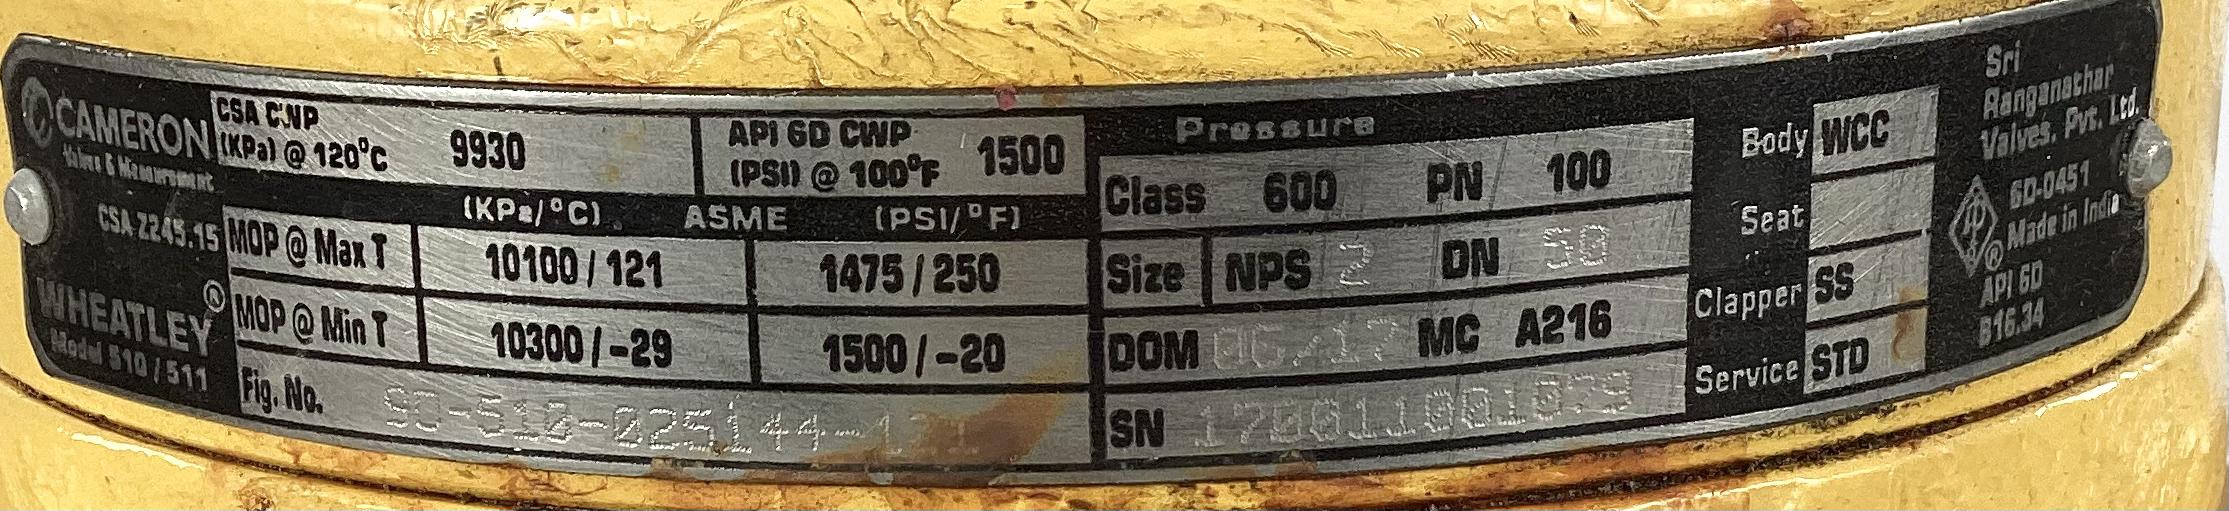 CAMERON
Valves & Measurement
CSA Z245.15
WHEATLEY®
Model 510/511
CSA CWP
(KPa) @ 120°C 9930
API 6D CWP
(PSI) @ 100°F 1500
(KPa/°C) ASME (PSI/°F)
MOP @ Max T 10100/121 1475/250
MOP @ Min T 10300/-29 1500/-20
Fig. No.
Pressure
Class 600 PN 100
Size NPS 2 DN 50
DOM 06/17 MC A216
SN 170011001079
Body WCC
Seat
Clapper SS
Service STD
Sri
Ranganathar
Valves. Pvt. Ltd.
6D-0451
Made in India
®
API 6D
B16.34